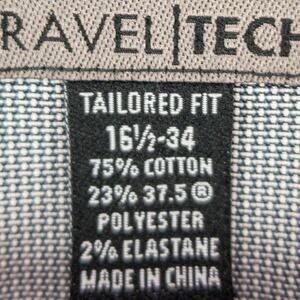 RAVEL|TECH
TAILORED FIT
16½-34
75% COTTON
23% 37.5®
POLYESTER
2% ELASTANE
MADE IN CHINA